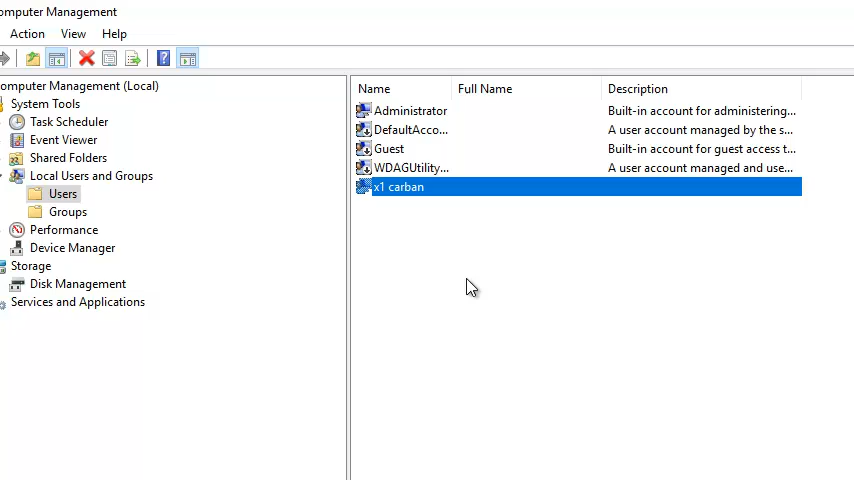 omputer Management
Action View Help
omputer Management (Local)
System Tools
Task Scheduler
Event Viewer
Shared Folders
Local Users and Groups
Users
Groups
Performance
Device Manager
Storage
Disk Management
Services and Applications
Name Full Name Description
Administrator Built-in account for administering...
DefaultAcco... A user account managed by the s...
Guest Built-in account for guest access t...
WDAGUtility... A user account managed and use...
x1 carban